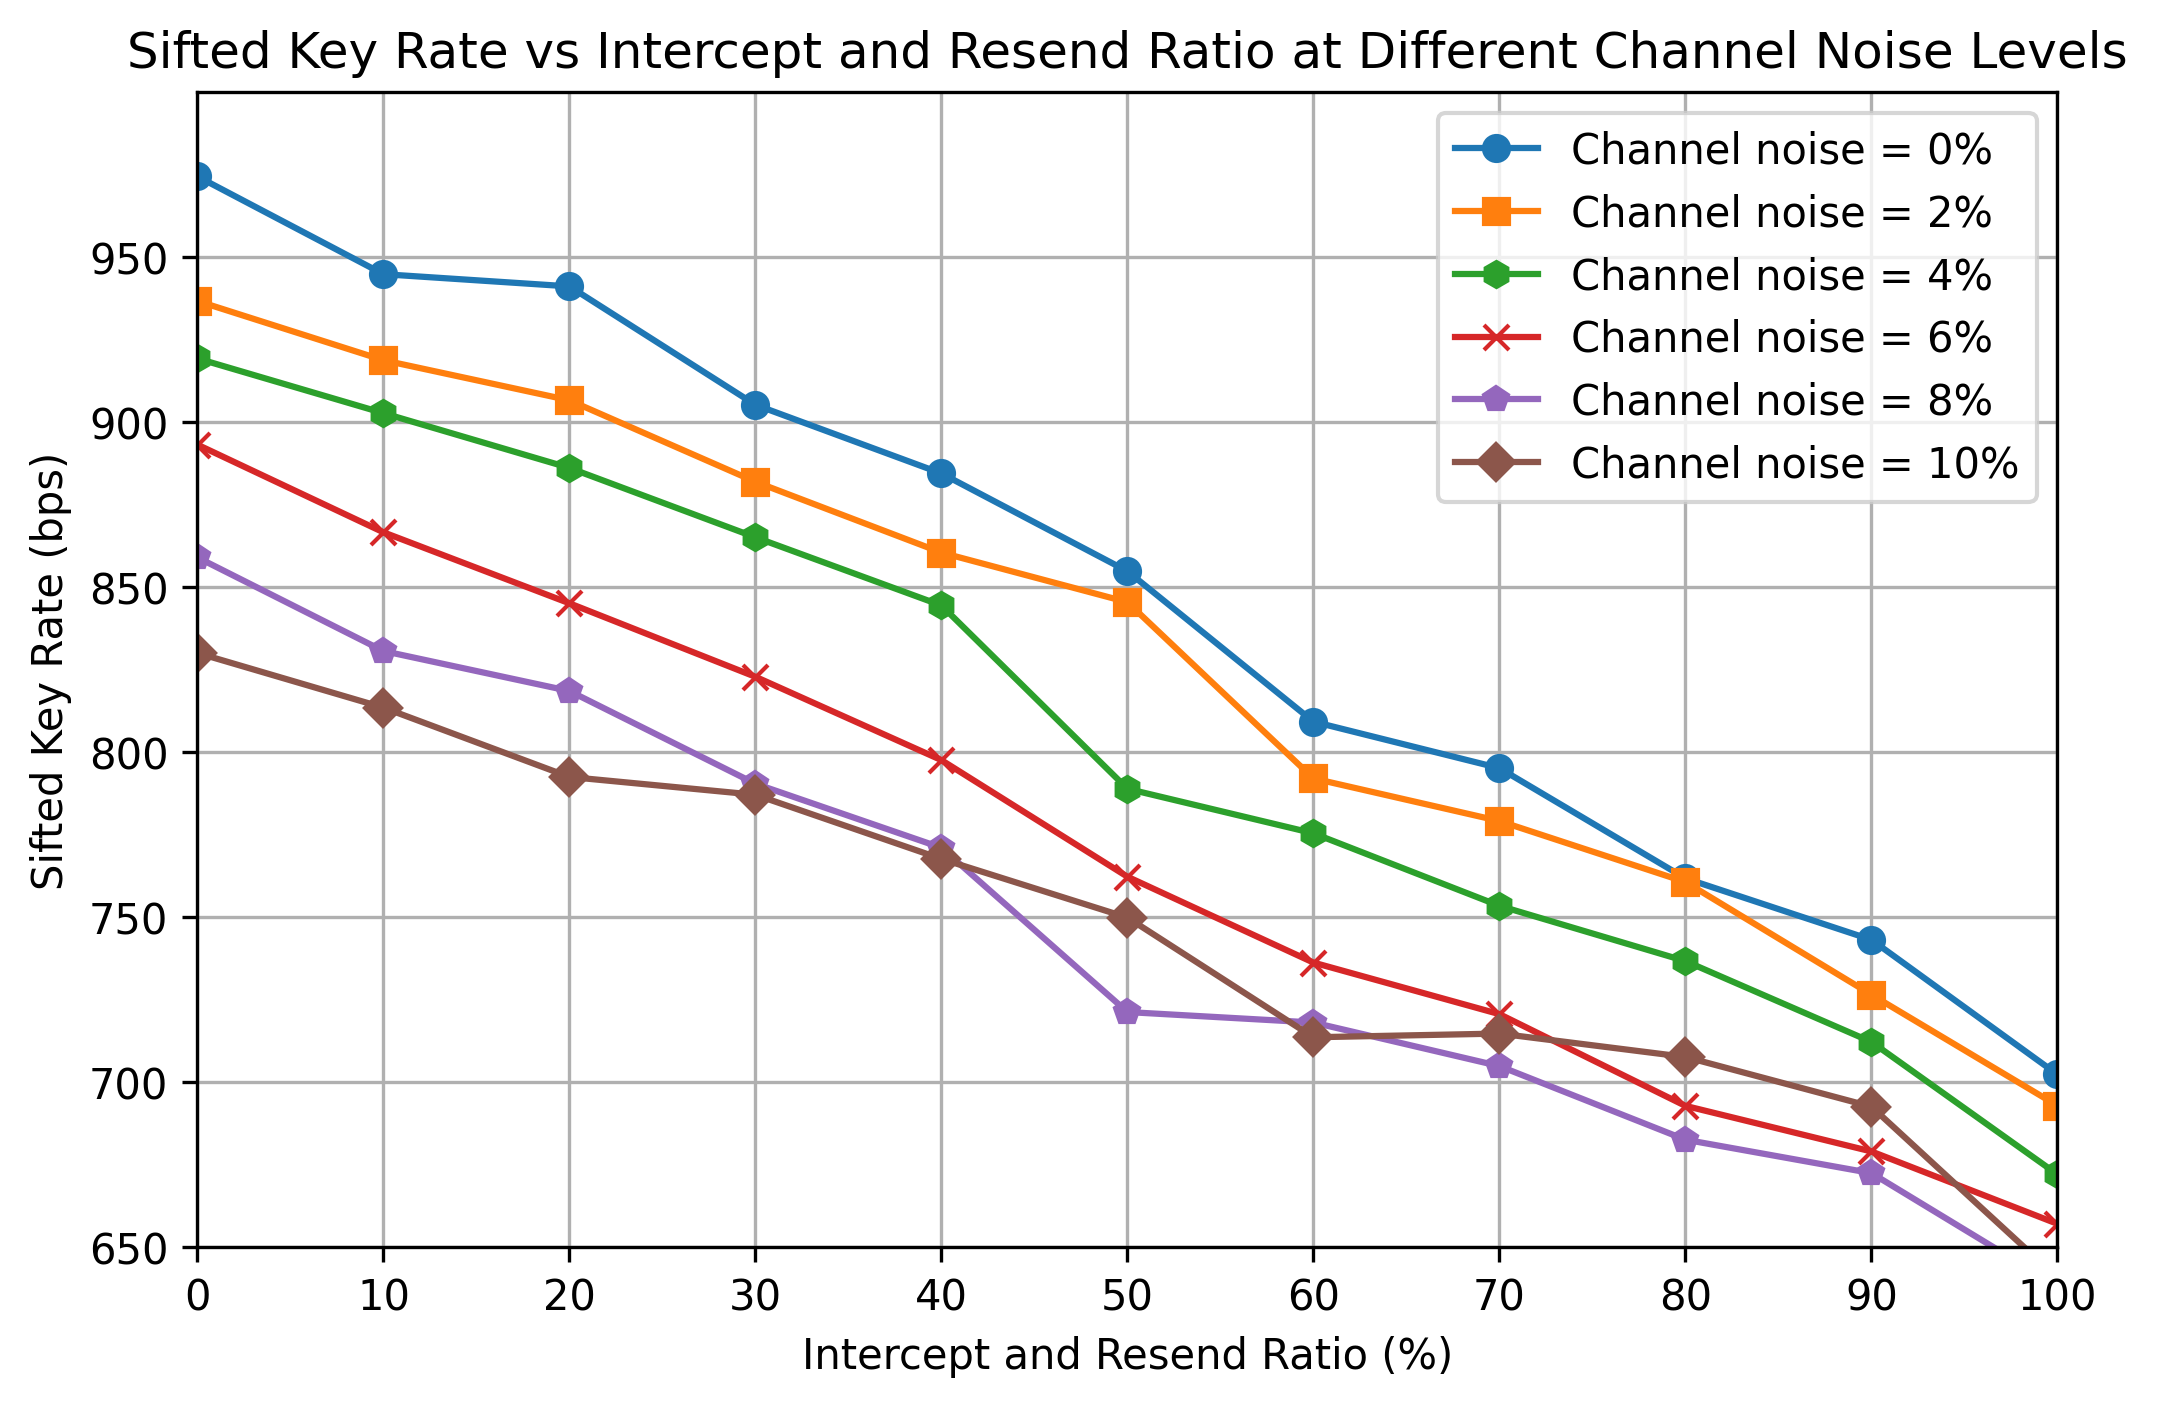 Sifted Key Rate vs Intercept and Resend Ratio at Different Channel Noise Levels
Channel noise = 0%
Channel noise = 2%
Channel noise = 4%
Channel noise = 6%
Channel noise = 8%
Channel noise = 10%
Sifted Key Rate (bps)
950
900
850
800
750
700
650
0 10 20 30 40 50 60 70 80 90 100
Intercept and Resend Ratio (%)